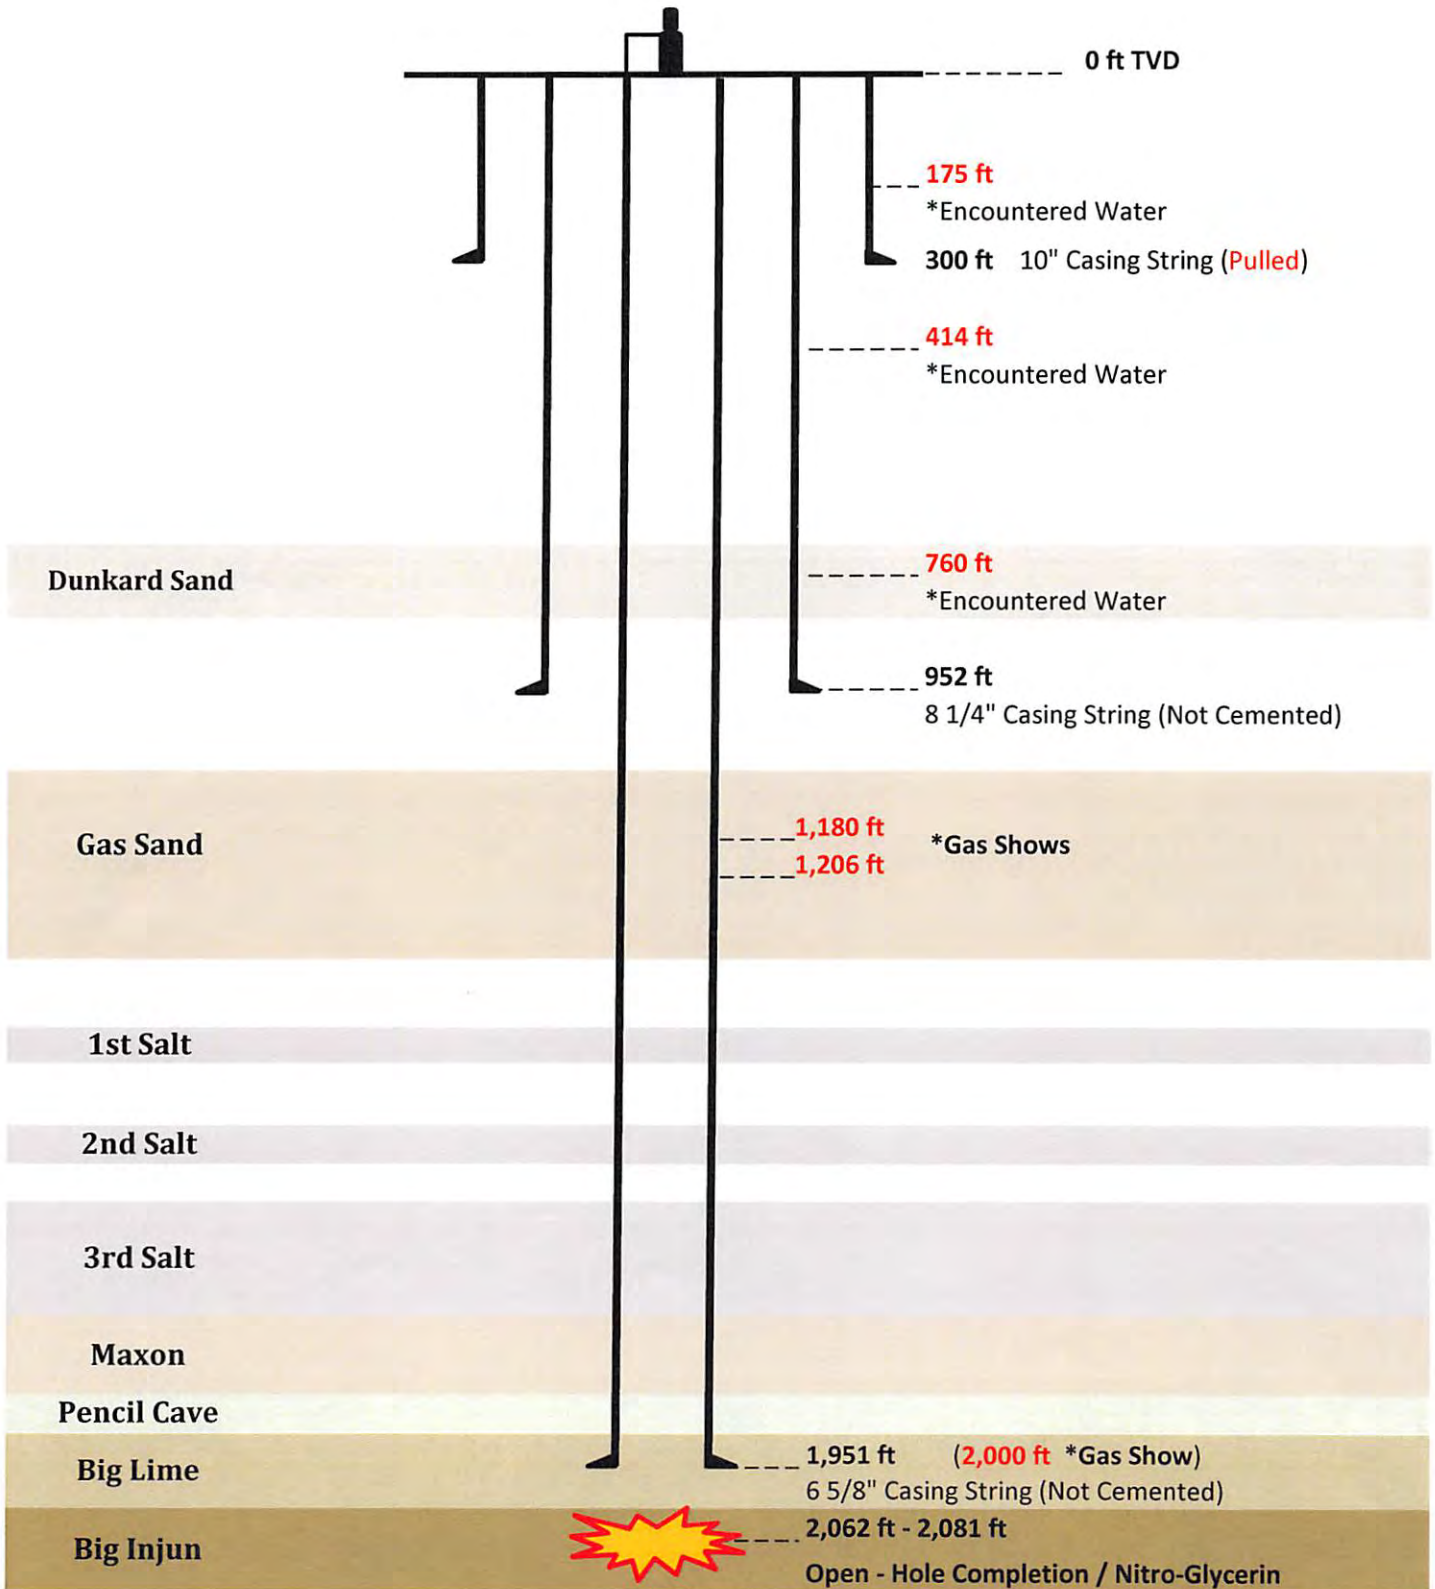 0 ft TVD
175 ft
*Encountered Water
300 ft 10" Casing String (Pulled)
414 ft
*Encountered Water
Dunkard Sand
760 ft
*Encountered Water
952 ft
8 1/4" Casing String (Not Cemented)
Gas Sand
1,180 ft
*Gas Shows
1,206 ft
1st Salt
2nd Salt
3rd Salt
Maxon
Pencil Cave
Big Lime
1,951 ft (2,000 ft *Gas Show)
6 5/8" Casing String (Not Cemented)
Big Injun
2,062 ft - 2,081 ft
Open - Hole Completion / Nitro-Glycerin